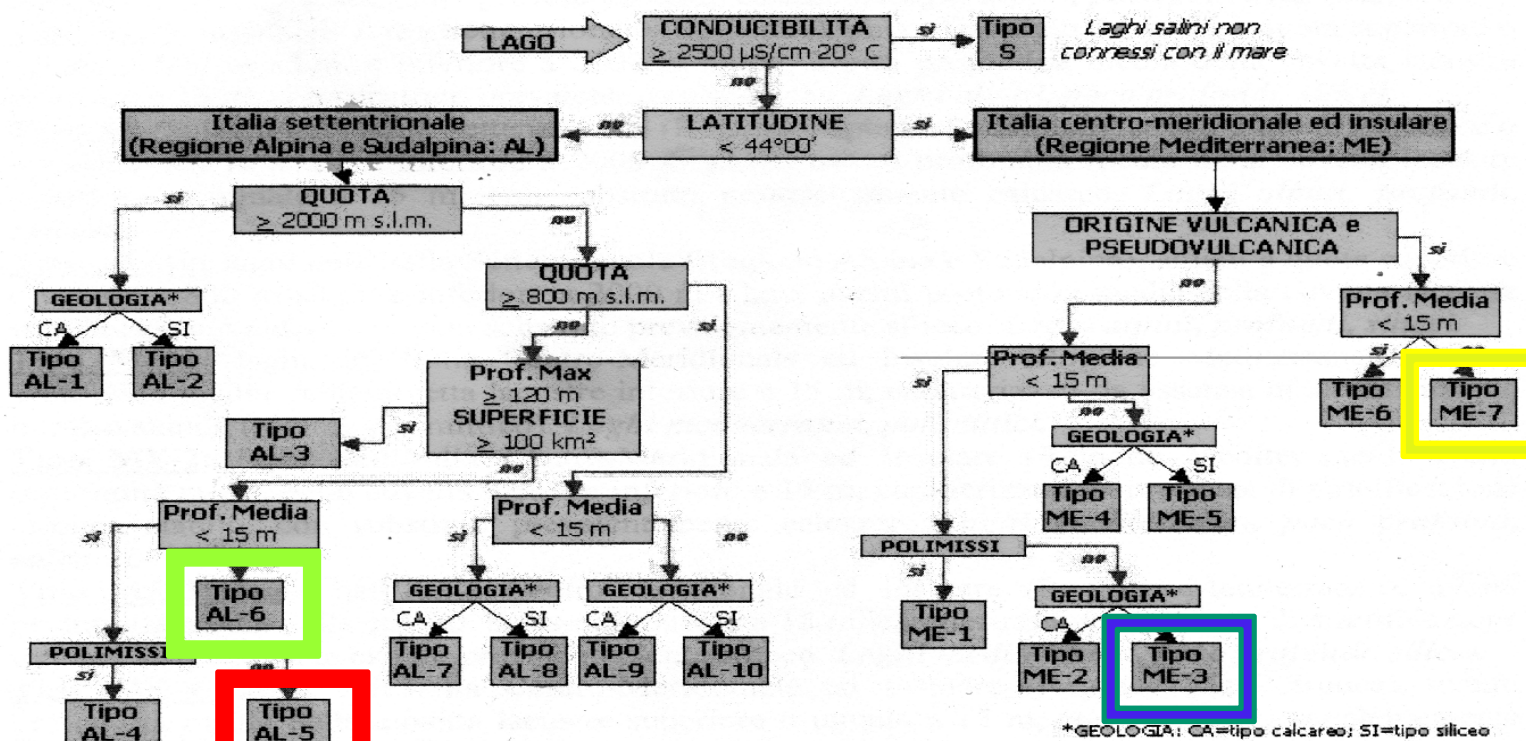 LAGO
CONDUCIBILITÀ
≥ 2500 µS/cm 20° C
si
Tipo
S
Laghi salini non
connessi con il mare
no
Italia settentrionale
(Regione Alpina e Sudalpina: AL)
no
LATITUDINE
< 44°00'
si
Italia centro-meridionale ed insulare
(Regione Mediterranea: ME)
si
QUOTA
≥ 2000 m s.l.m.
no
ORIGINE VULCANICA e
PSEUDOVULCANICA
si
no
QUOTA
≥ 800 m s.l.m.
no
si
GEOLOGIA*
CA
SI
Tipo
AL-1
Tipo
AL-2
Prof. Media
< 15 m
si
Tipo
ME-6
Tipo
ME-7
Prof. Max
≥ 120 m
SUPERFICIE
≥ 100 km²
si
no
Tipo
AL-3
Prof. Media
< 15 m
si
no
GEOLOGIA*
CA
SI
Tipo
ME-4
Tipo
ME-5
Prof. Media
< 15 m
si
Tipo
AL-6
Prof. Media
< 15 m
si
no
GEOLOGIA*
CA
SI
GEOLOGIA*
CA
SI
Tipo
AL-7
Tipo
AL-8
Tipo
AL-9
Tipo
AL-10
POLIMISSI
si
no
Tipo
AL-4
Tipo
AL-5
POLIMISSI
si
no
Tipo
ME-1
GEOLOGIA*
CA
Tipo
ME-2
Tipo
ME-3
*GEOLOGIA: CA=tipo calcareo; SI=tipo siliceo